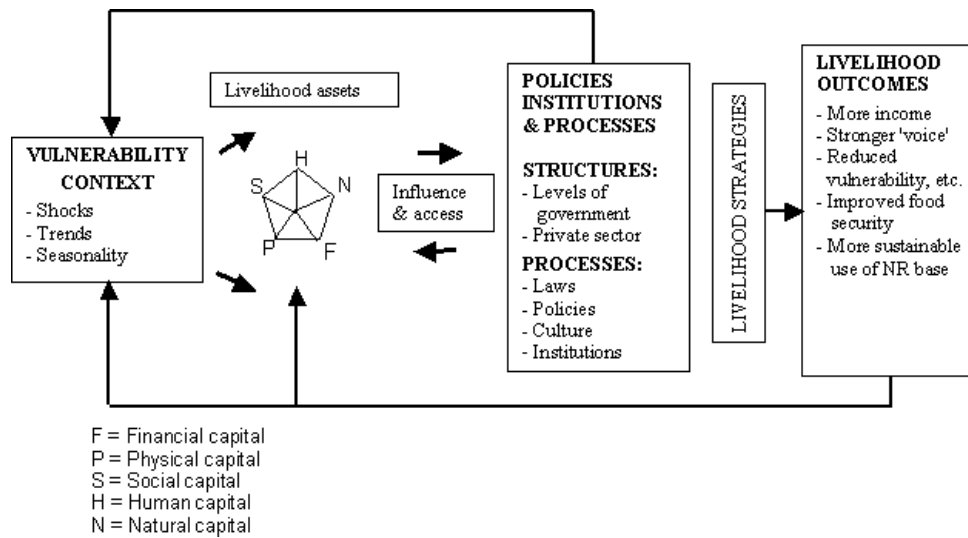 Livelihood assets
VULNERABILITY
CONTEXT
- Shocks
- Trends
- Seasonality
H
S
N
P
F
Influence
& access
POLICIES
INSTITUTIONS
& PROCESSES
STRUCTURES:
- Levels of
government
- Private sector
PROCESSES:
- Laws
- Policies
- Culture
- Institutions
LIVELIHOOD STRATEGIES
LIVELIHOOD
OUTCOMES
- More income
- Stronger 'voice'
- Reduced
vulnerability, etc.
- Improved food
security
- More sustainable
use of NR base
F = Financial capital
P = Physical capital
S = Social capital
H = Human capital
N = Natural capital